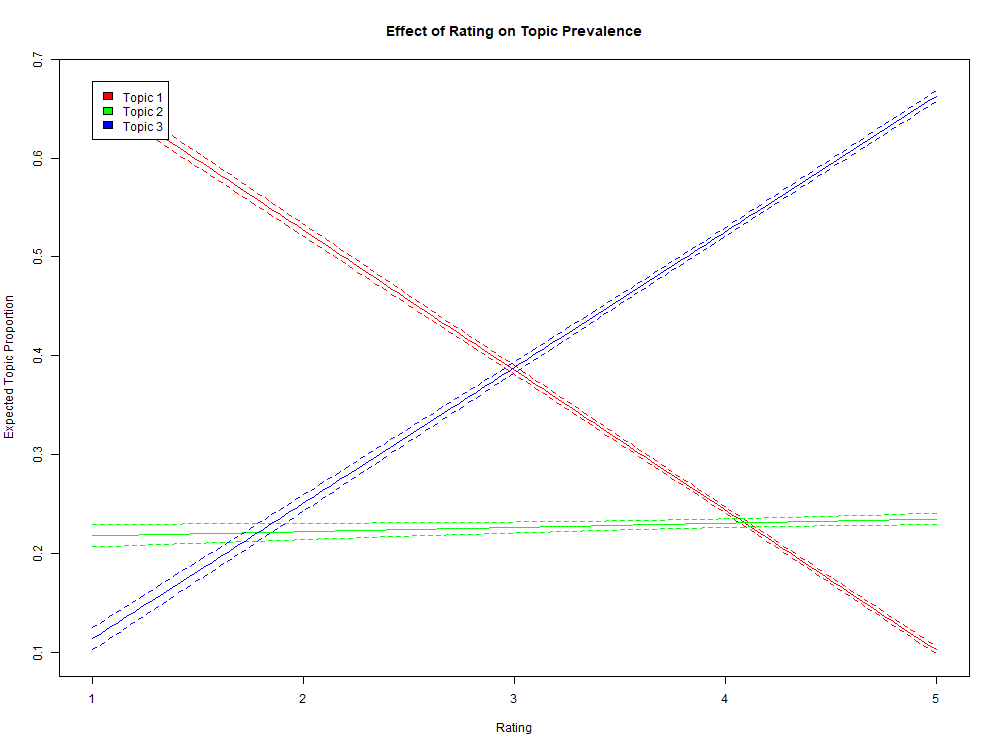 Effect of Rating on Topic Prevalence
Topic 1
Topic 2
Topic 3
Expected Topic Proportion
0.7
0.6
0.5
0.4
0.3
0.2
0.1
1 2 3 4 5
Rating